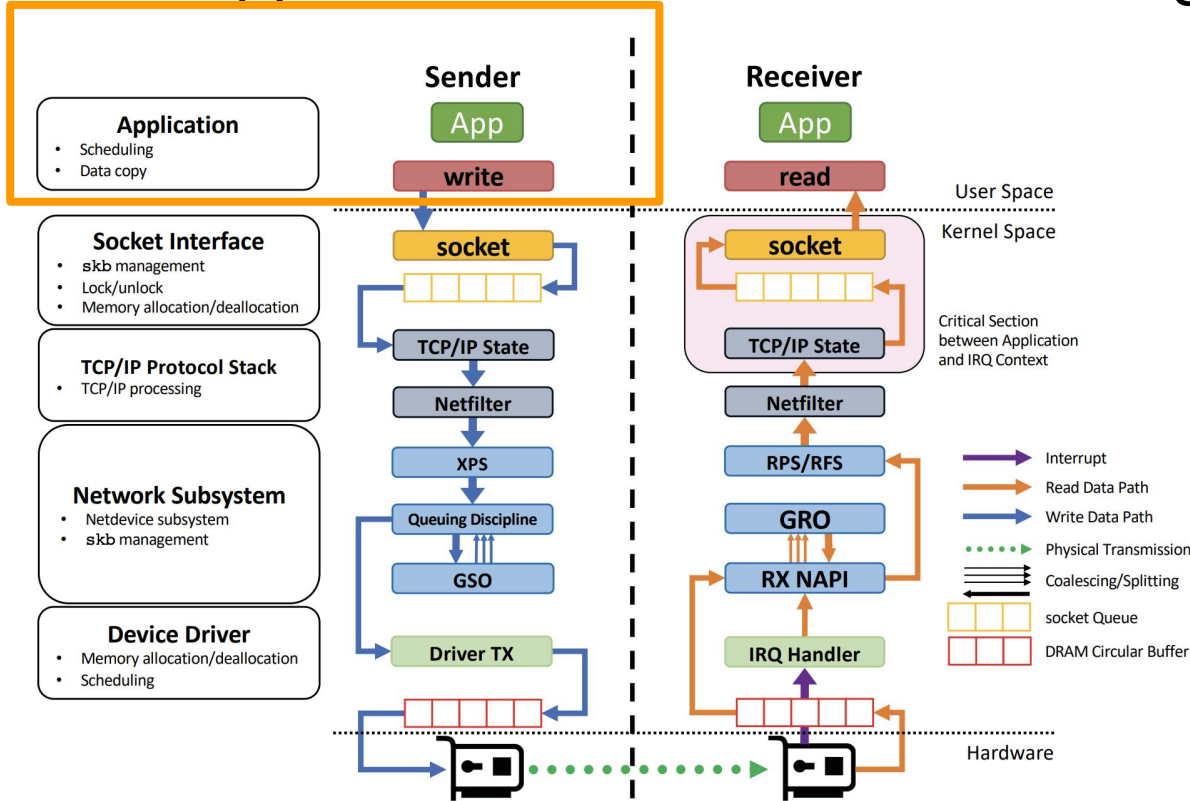 Sender
Receiver
App
App
Application
• Scheduling
• Data copy
write
read
User Space
Kernel Space
Socket Interface
• skb management
• Lock/unlock
• Memory allocation/deallocation
socket
socket
TCP/IP Protocol Stack
• TCP/IP processing
TCP/IP State
TCP/IP State
Critical Section
between Application
and IRQ Context
Netfilter
Netfilter
Network Subsystem
• Netdevice subsystem
• skb management
XPS
RPS/RFS
Queuing Discipline
GRO
GSO
RX NAPI
Interrupt
Read Data Path
Write Data Path
Physical Transmission
Coalescing/Splitting
socket Queue
DRAM Circular Buffer
Device Driver
• Memory allocation/deallocation
• Scheduling
Driver TX
IRQ Handler
Hardware